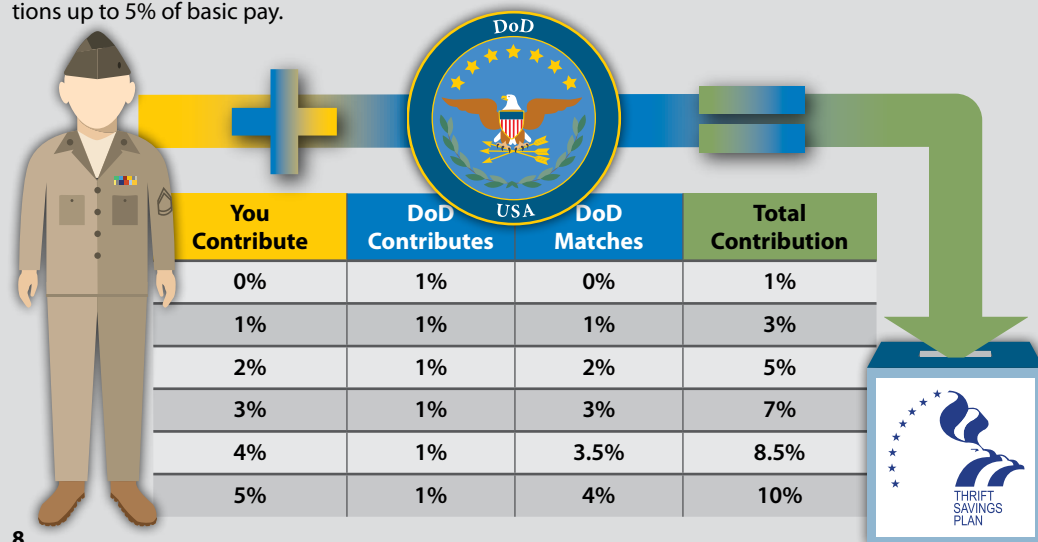 tions up to 5% of basic pay.
DoD
USA
You Contribute DoD Contributes DoD Matches Total Contribution
0% 1% 0% 1%
1% 1% 1% 3%
2% 1% 2% 5%
3% 1% 3% 7%
4% 1% 3.5% 8.5%
5% 1% 4% 10%
THRIFT
SAVINGS
PLAN
8